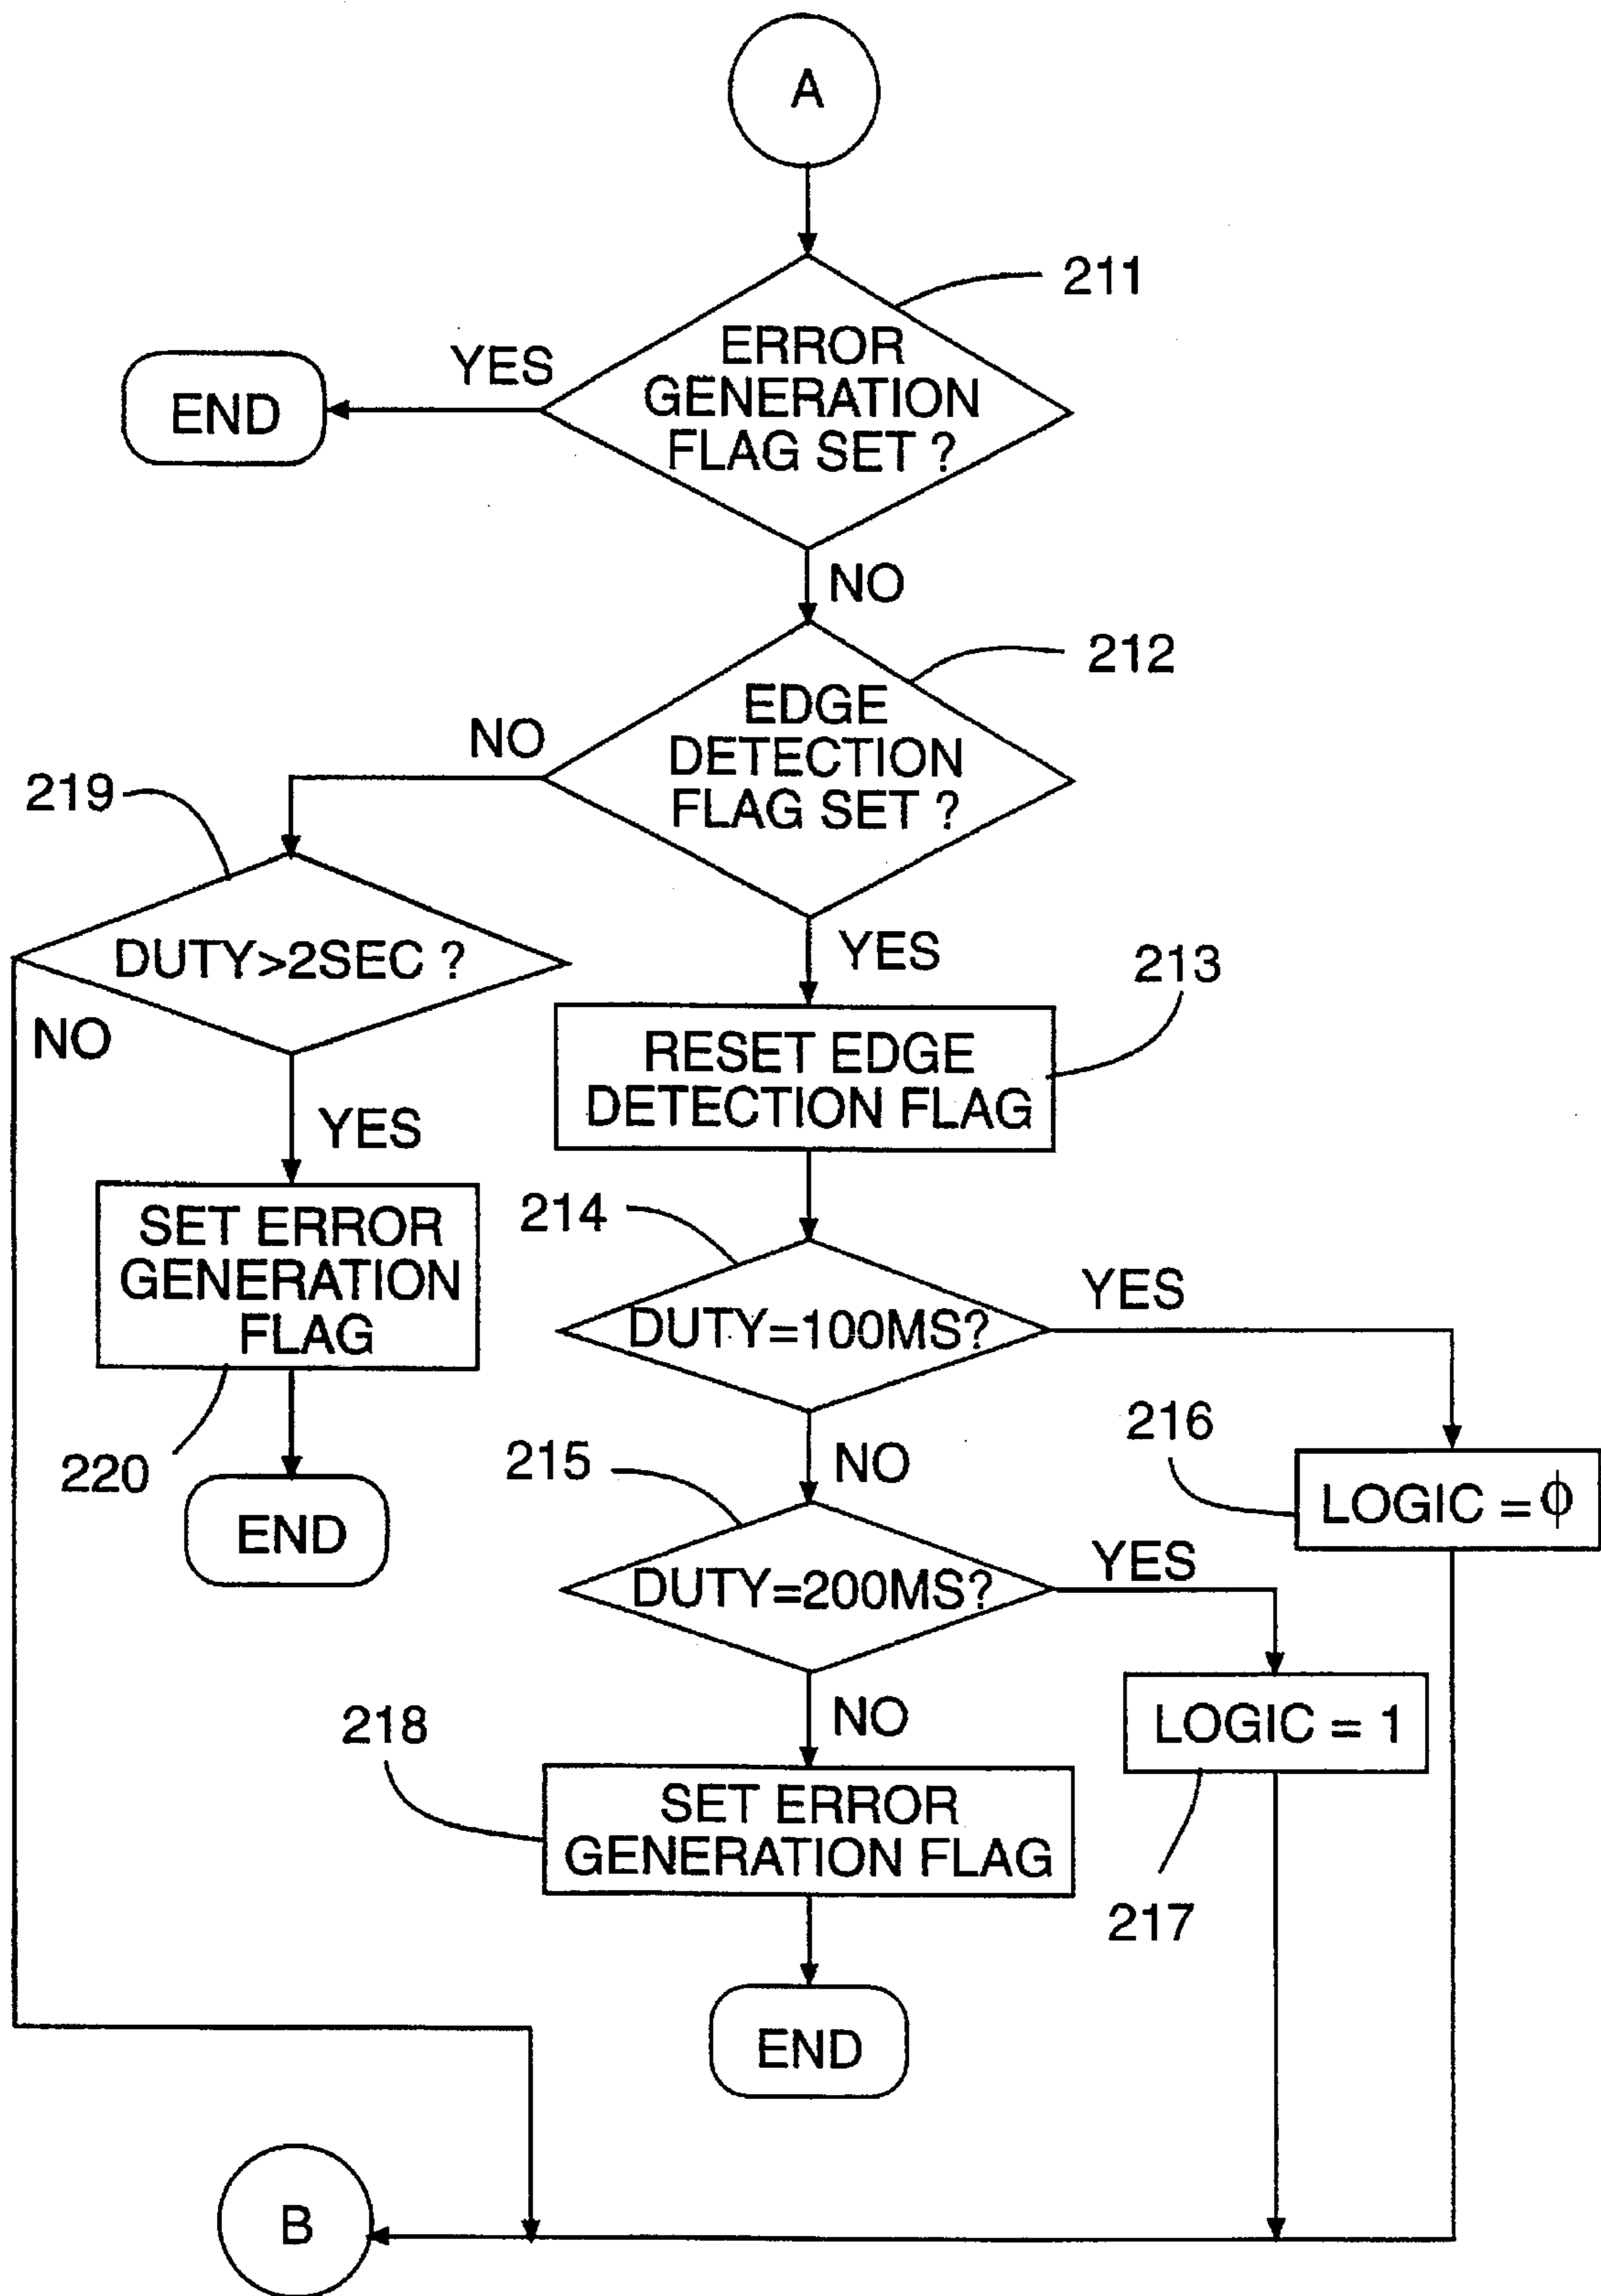 A
211
ERROR
GENERATION
FLAG SET ?
YES
END
NO
212
EDGE
DETECTION
FLAG SET ?
NO
219
DUTY>2SEC ?
YES
213
NO
RESET EDGE
DETECTION FLAG
YES
SET ERROR
GENERATION
FLAG
214
DUTY=100MS?
YES
220
END
NO
216
LOGIC = ϕ
215
DUTY=200MS?
YES
NO
LOGIC = 1
218
SET ERROR
GENERATION FLAG
217
END
B